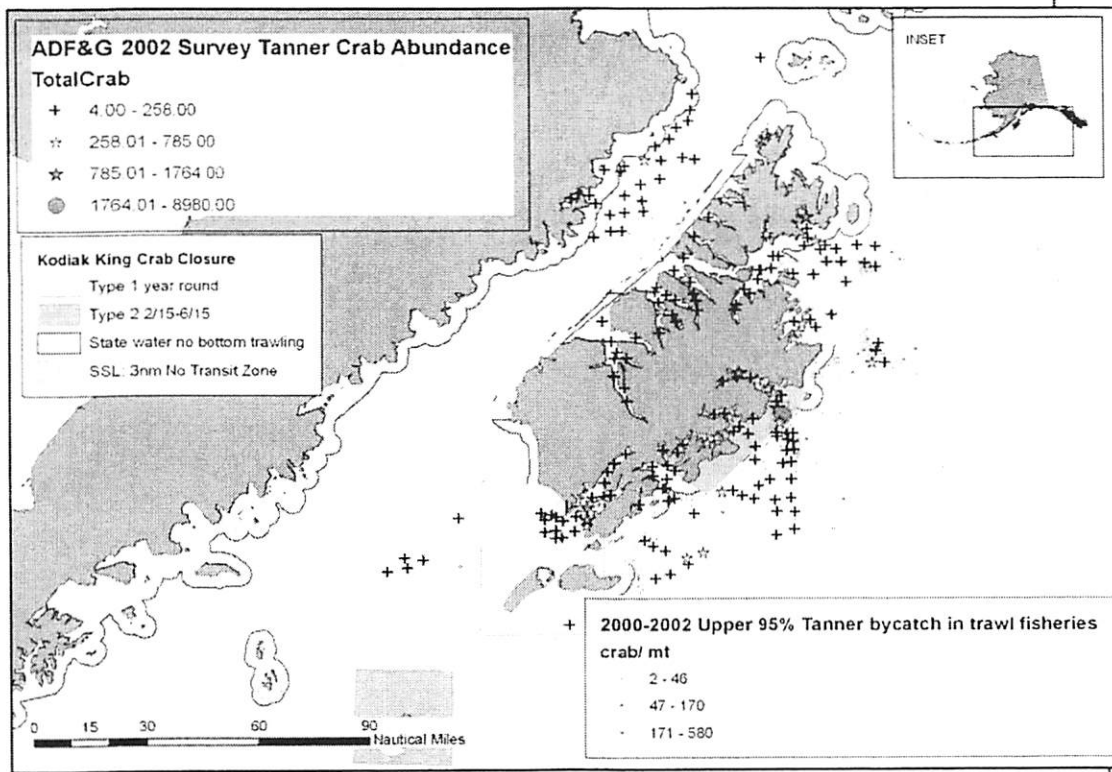 ADF&G 2002 Survey Tanner Crab Abundance
TotalCrab
4.00 - 258.00
258.01 - 785.00
785.01 - 1764.00
1764.01 - 8980.00
Kodiak King Crab Closure
Type 1 year round
Type 2 2/15-6/15
State water no bottom trawling
SSL: 3nm No Transit Zone
INSET
2000-2002 Upper 95% Tanner bycatch in trawl fisheries
crab/ mt
2 - 46
47 - 170
171 - 580
0 15 30 60 90
Nautical Miles